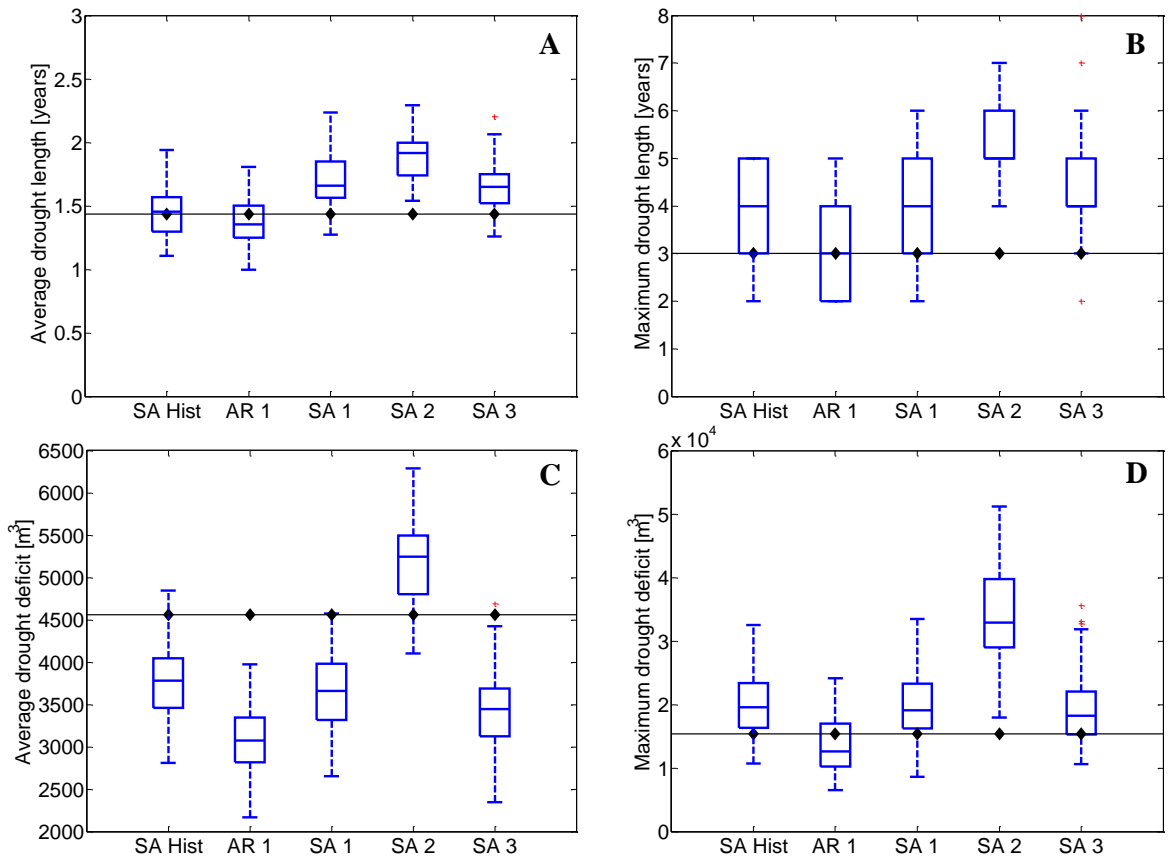 A
Average drought length [years]
3
2.5
2
1.5
1
0.5
0
SA Hist AR 1 SA 1 SA 2 SA 3
B
Maximum drought length [years]
8
7
6
5
4
3
2
1
0
SA Hist AR 1 SA 1 SA 2 SA 3
C
Average drought deficit [m³]
6500
6000
5500
5000
4500
4000
3500
3000
2500
2000
SA Hist AR 1 SA 1 SA 2 SA 3
D
Maximum drought deficit [m³]
x 10⁴
6
5
4
3
2
1
0
SA Hist AR 1 SA 1 SA 2 SA 3